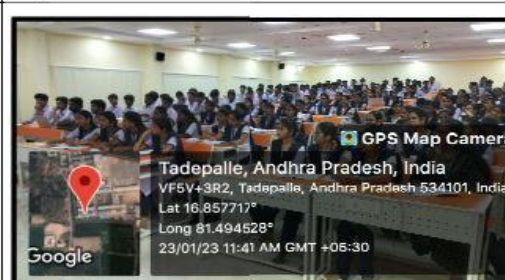 GPS Map Camer
Tadepalle, Andhra Pradesh, India
VF5V+3R2, Tadepalle, Andhra Pradesh 534101, India
Lat 16.857717°
Long 81.494528°
23/01/23 11:41 AM GMT +05:30
Google